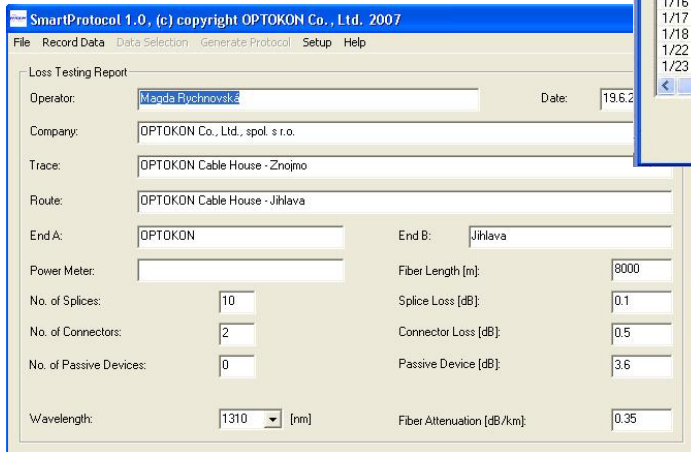 SmartProtocol 1.0, (c) copyright OPTOKON Co., Ltd. 2007
File Record Data Data Selection Generate Protocol Setup Help
Loss Testing Report
Operator: Magda Rychnovská Date: 19.6.2
Company: OPTOKON Co., Ltd., spol. s r.o.
Trace: OPTOKON Cable House - Znojmo
Route: OPTOKON Cable House - Jihlava
End A: OPTOKON End B: Jihlava
Power Meter: Fiber Length [m]: 8000
No. of Splices: 10 Splice Loss [dB]: 0.1
No. of Connectors: 2 Connector Loss [dB]: 0.5
No. of Passive Devices: 0 Passive Device [dB]: 3.6
Wavelength: 1310 [nm] Fiber Attenuation [dB/km]: 0.35
1/16
1/17
1/18
1/22
1/23